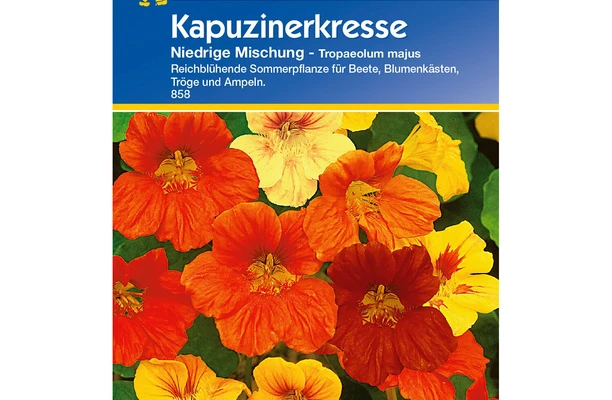 Kapuzinerkresse
Niedrige Mischung - Tropaeolum majus
Reichblühende Sommerpflanze für Beete, Blumenkästen,
Tröge und Ampeln.
858